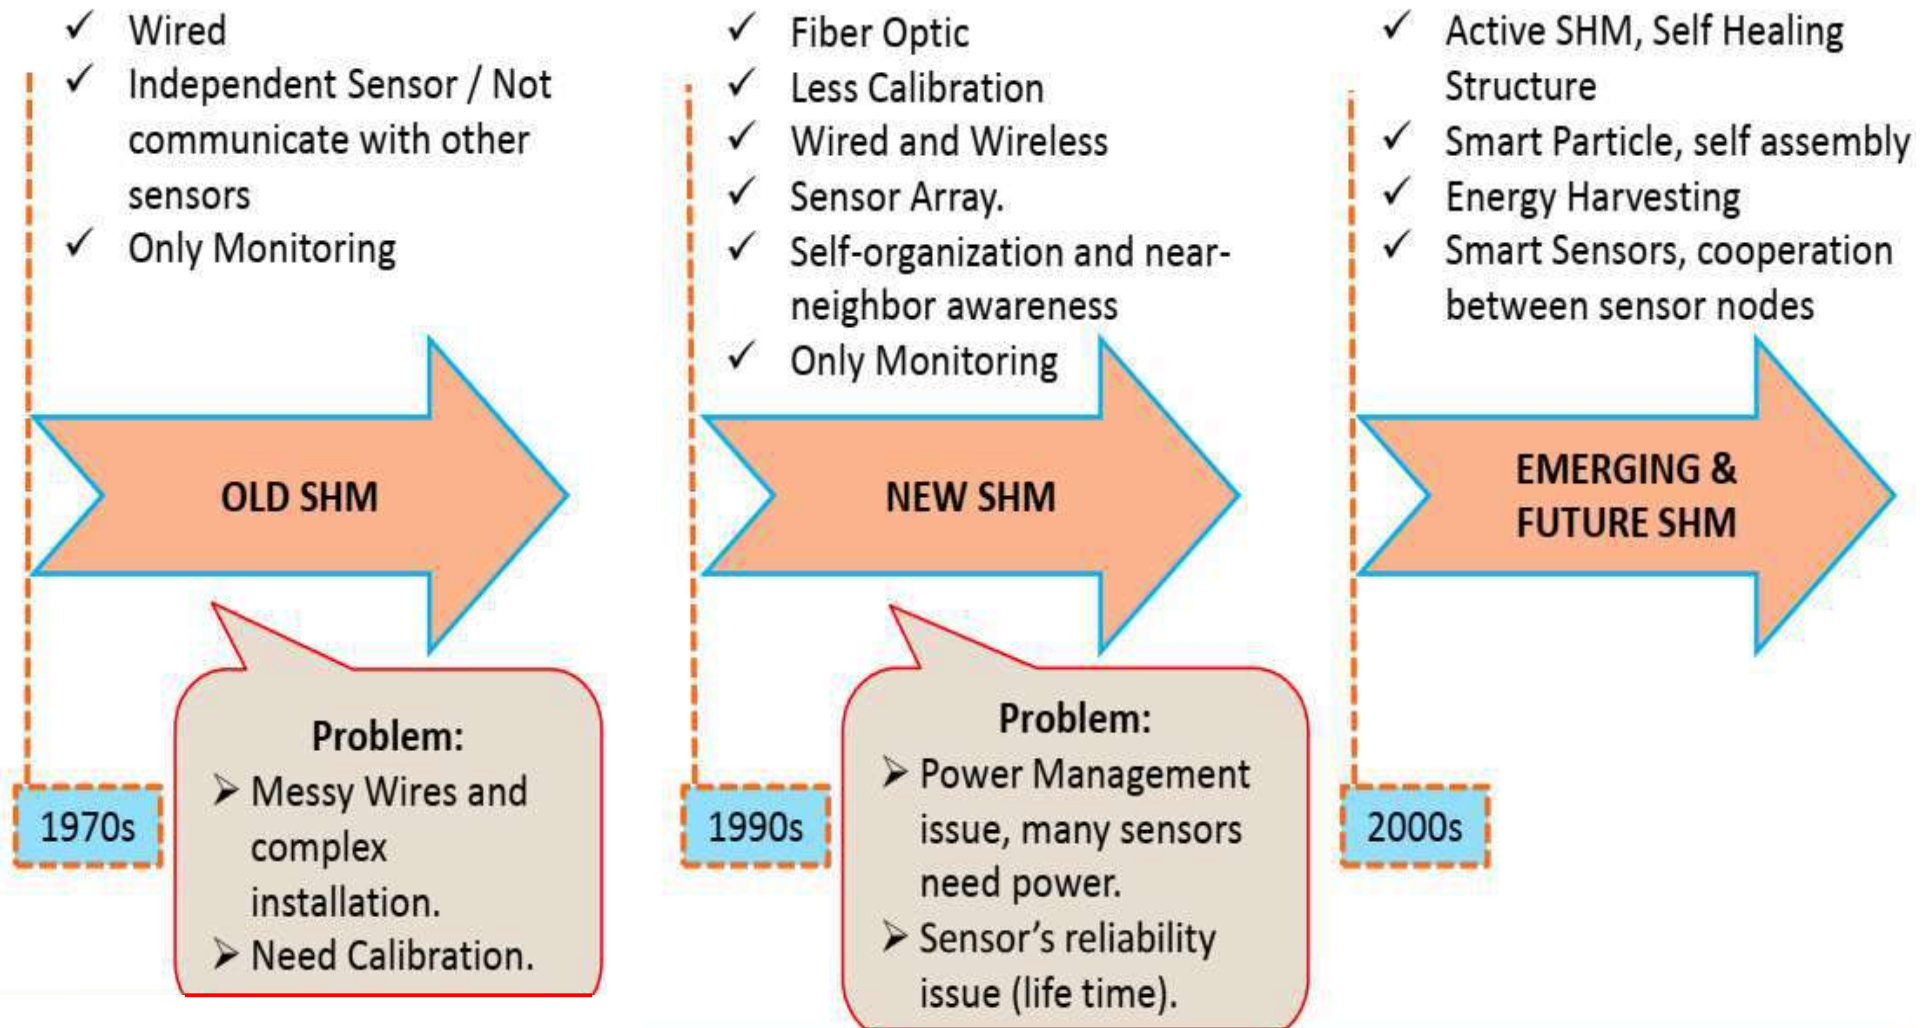 ✓ Wired
✓ Independent Sensor / Not
communicate with other
sensors
✓ Only Monitoring
✓ Fiber Optic
✓ Less Calibration
✓ Wired and Wireless
✓ Sensor Array.
✓ Self-organization and near-
neighbor awareness
✓ Only Monitoring
✓ Active SHM, Self Healing
Structure
✓ Smart Particle, self assembly
✓ Energy Harvesting
✓ Smart Sensors, cooperation
between sensor nodes
OLD SHM
NEW SHM
EMERGING &
FUTURE SHM
Problem:
➢ Messy Wires and
complex
installation.
➢ Need Calibration.
Problem:
➢ Power Management
issue, many sensors
need power.
➢ Sensor’s reliability
issue (life time).
1970s
1990s
2000s